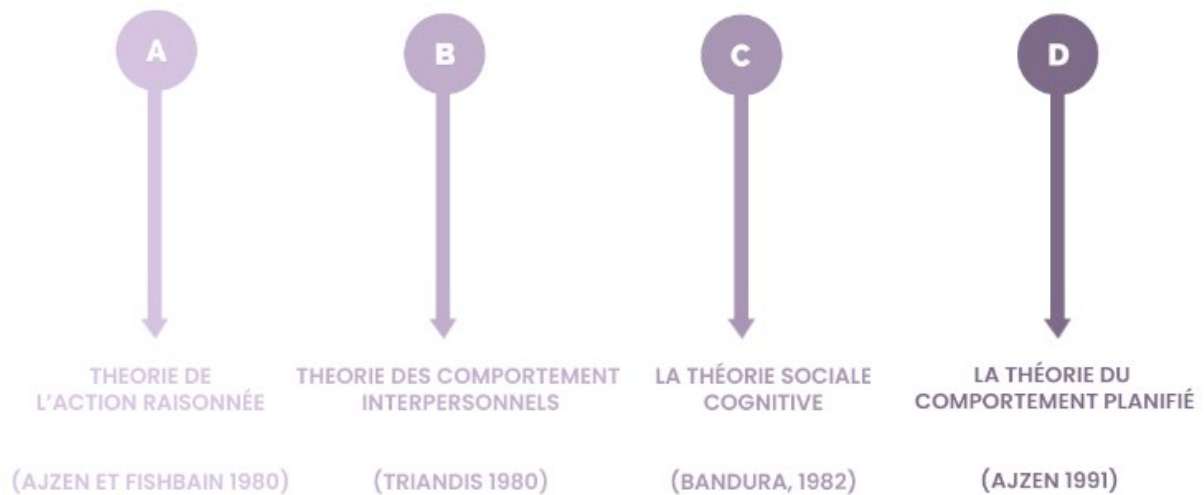 A
B
C
D
THEORIE DE
L'ACTION RAISONNÉE
(AJZEN ET FISHBAIN 1980)
THEORIE DES COMPORTEMENT
INTERPERSONNELS
(TRIANDIS 1980)
LA THÉORIE SOCIALE
COGNITIVE
(BANDURA, 1982)
LA THÉORIE DU
COMPORTEMENT PLANIFIÉ
(AJZEN 1991)